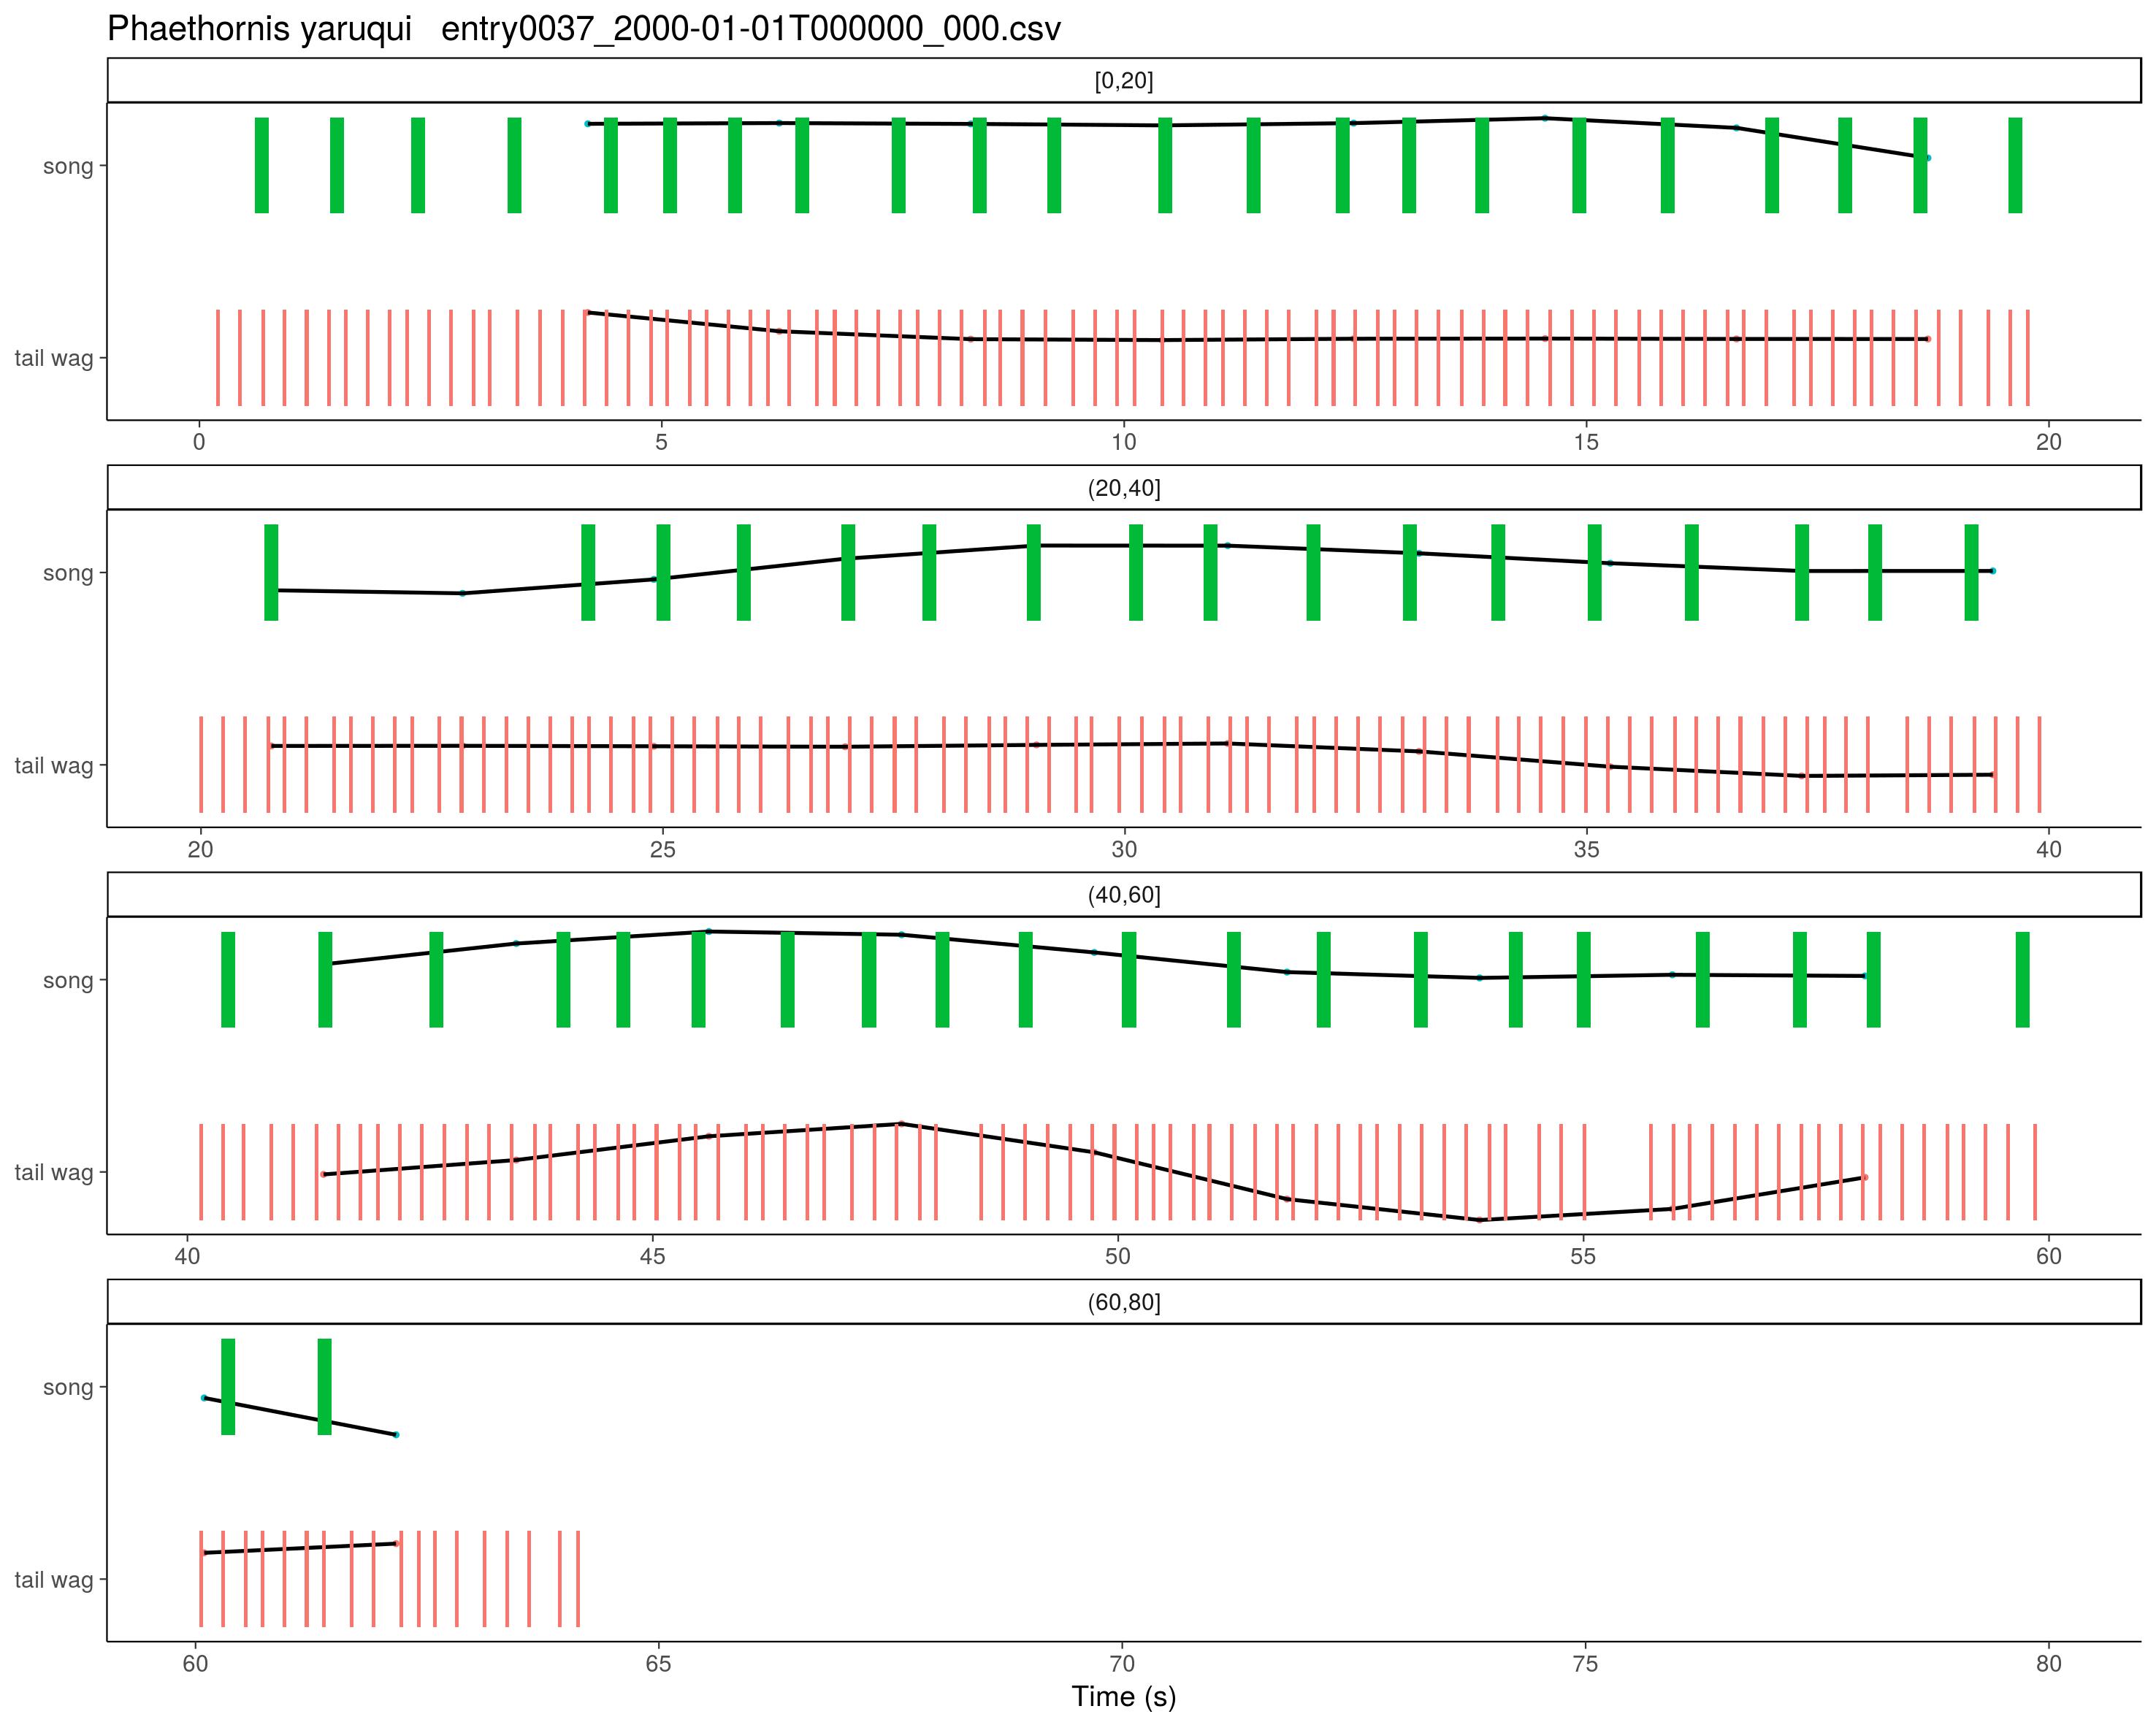 Phaethornis yaruqui entry0037_2000-01-01T000000_000.csv
[0,20]
song
tail wag
0 5 10 15 20
(20,40]
song
tail wag
20 25 30 35 40
(40,60]
song
tail wag
40 45 50 55 60
(60,80]
song
tail wag
60 65 70 75 80
Time (s)